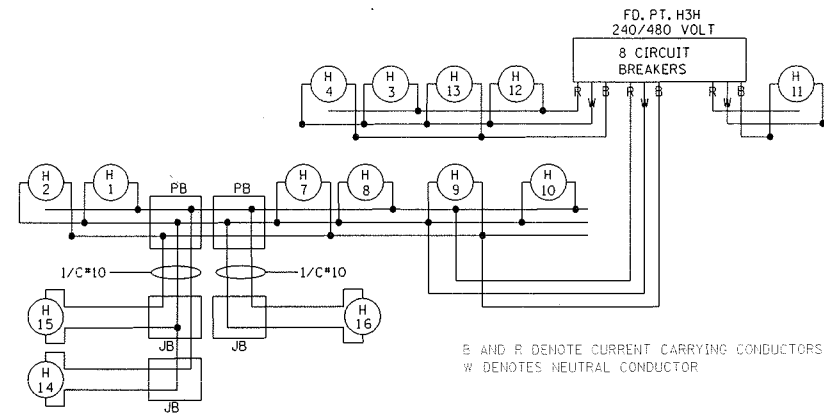 FD. PT. H3H
240/480 VOLT
8 CIRCUIT
BREAKERS
R W B R W B R W B
H 4
H 3
H 13
H 12
H 11
H 2
H 1
PB
PB
H 7
H 8
H 9
H 10
1/C#10
1/C#10
H 15
JB
JB
H 16
H 14
JB
B AND R DENOTE CURRENT CARRYING CONDUCTORS
W DENOTES NEUTRAL CONDUCTOR